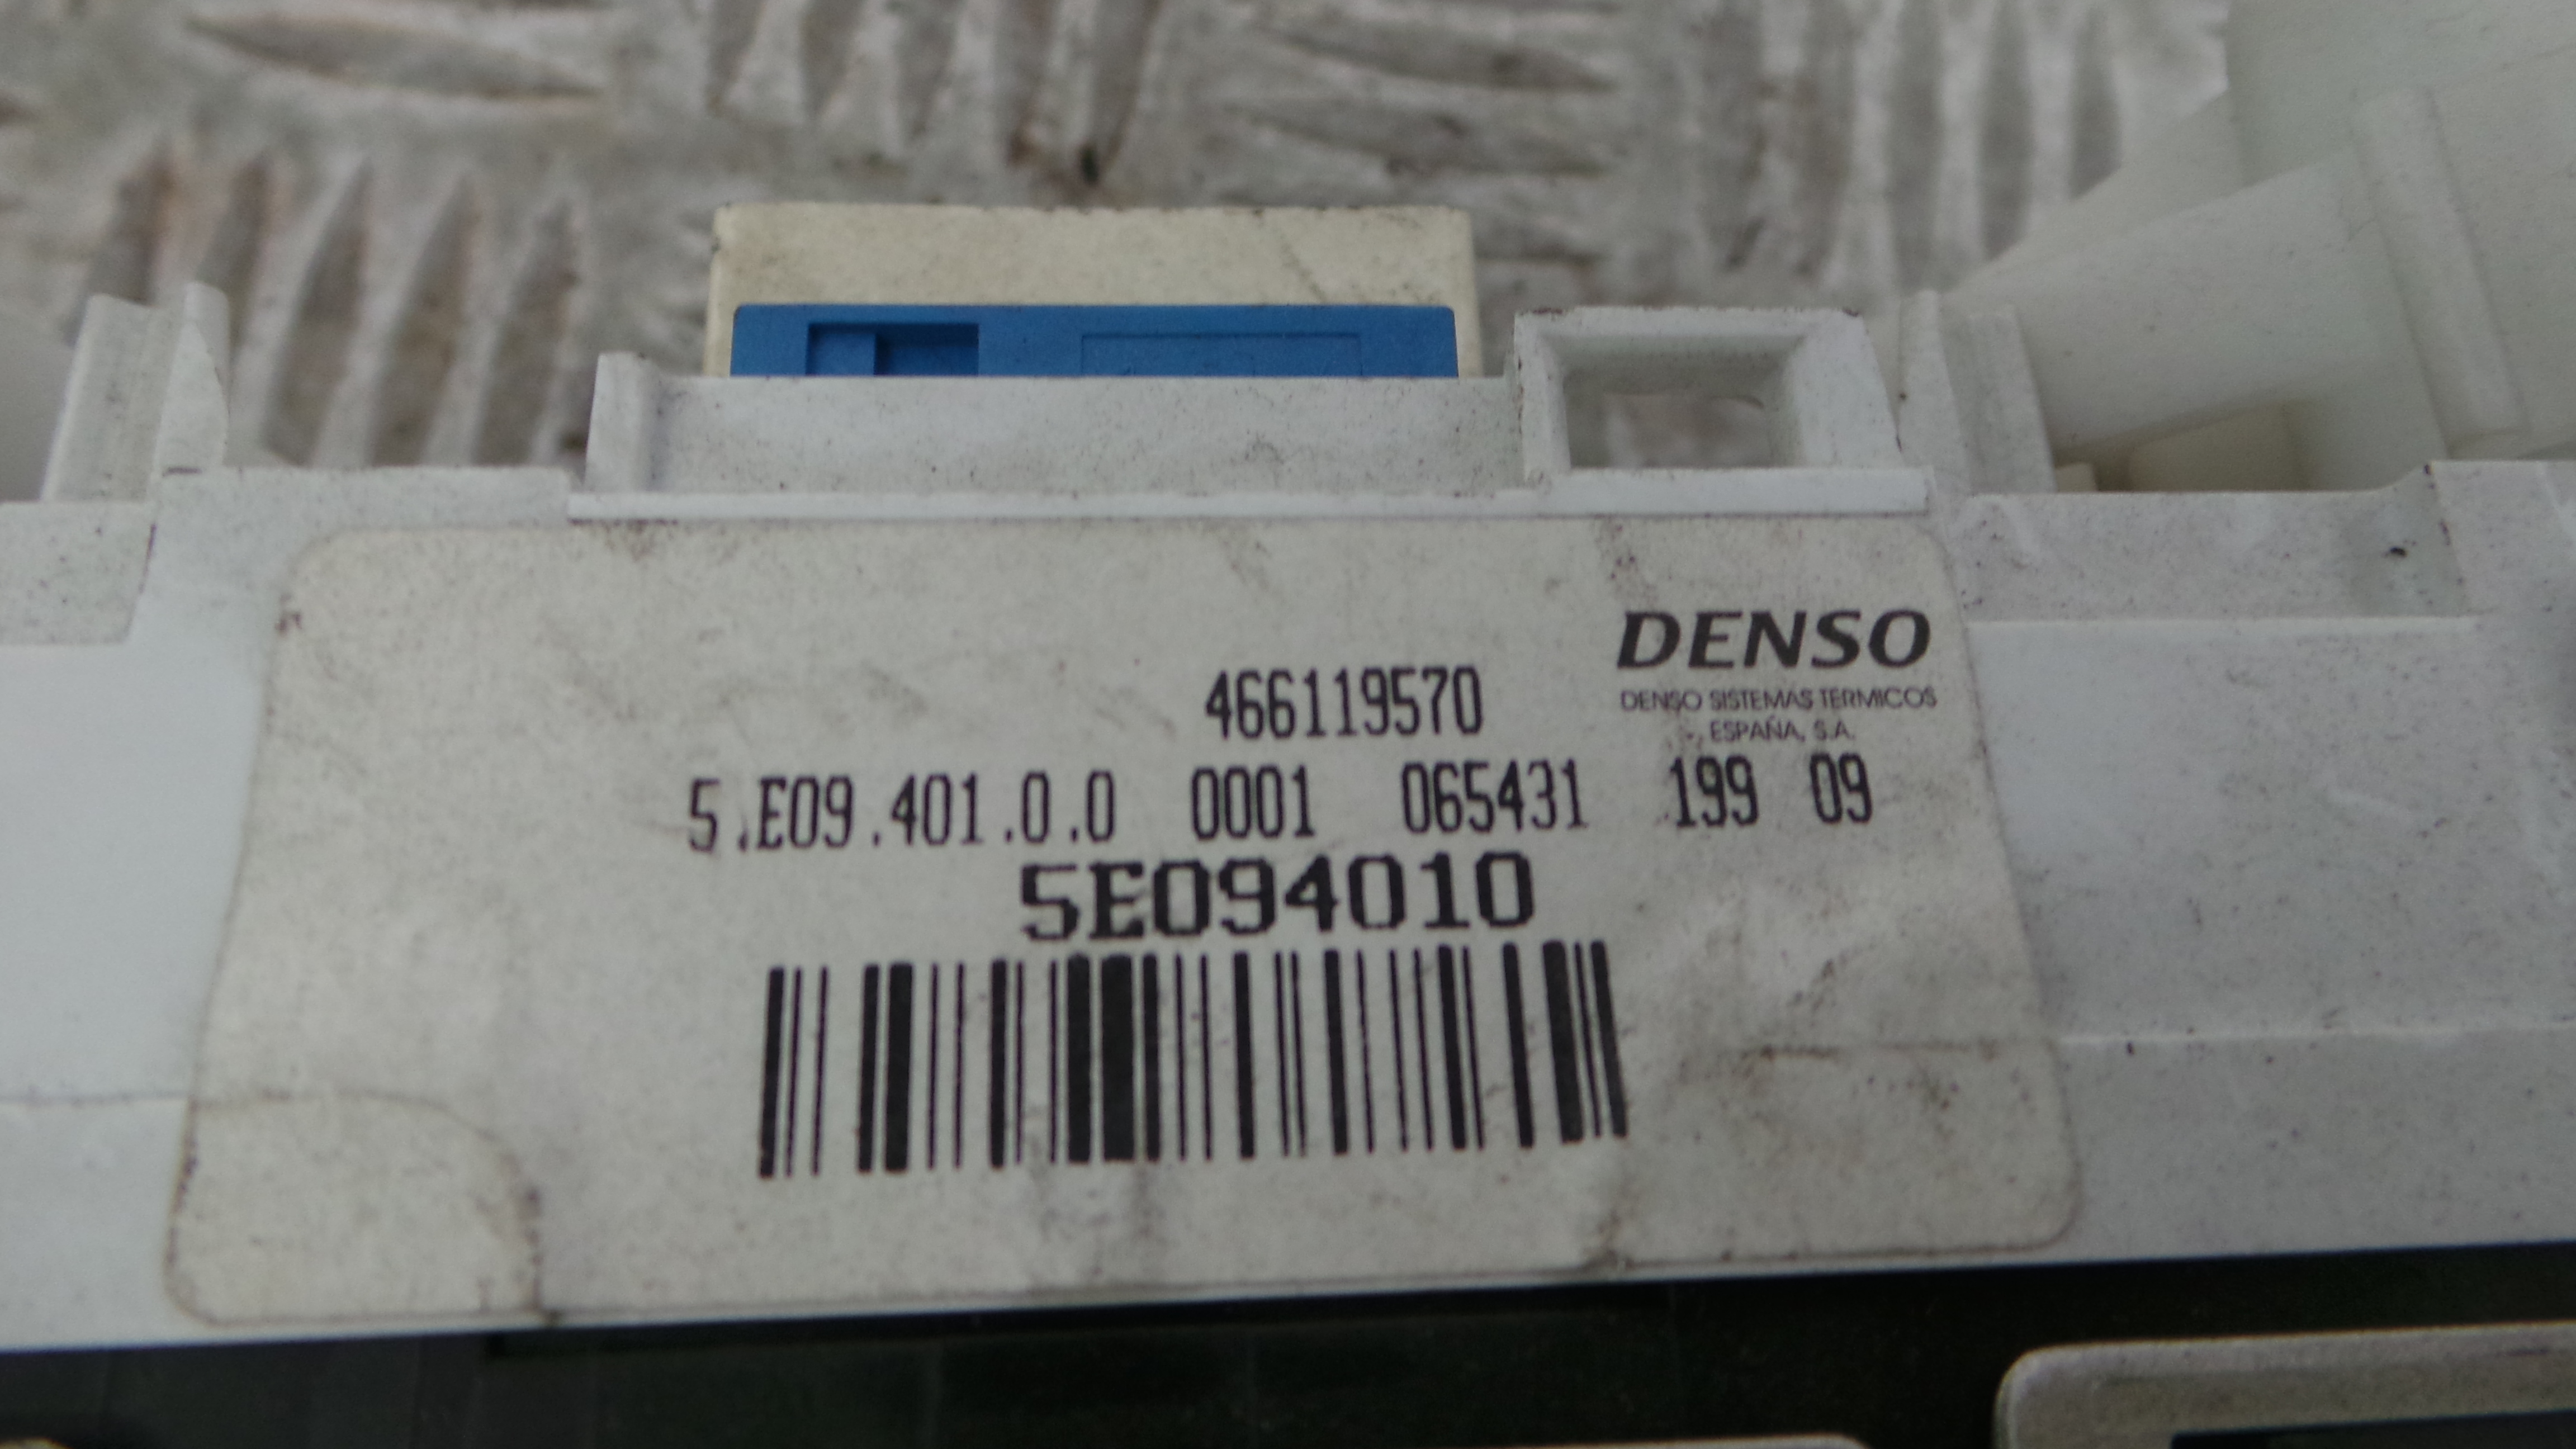 DENSO
DENSO SISTEMAS TERMICOS
ESPAÑA, S.A.
466119570
5.E09.401.0.0 0001 065431 199 09
5E094010